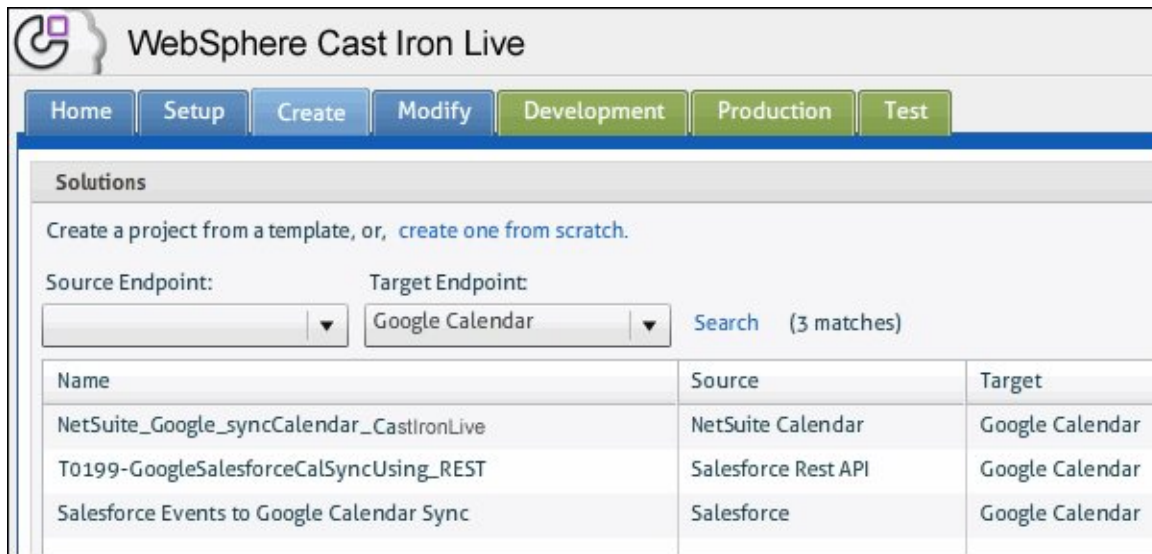 WebSphere Cast Iron Live
Home Setup Create Modify Development Production Test
Solutions
Create a project from a template, or, create one from scratch.
Source Endpoint: Target Endpoint:
Google Calendar Search (3 matches)
Name Source Target
NetSuite_Google_syncCalendar_CastIronLive NetSuite Calendar Google Calendar
T0199-GoogleSalesforceCalSyncUsing_REST Salesforce Rest API Google Calendar
Salesforce Events to Google Calendar Sync Salesforce Google Calendar